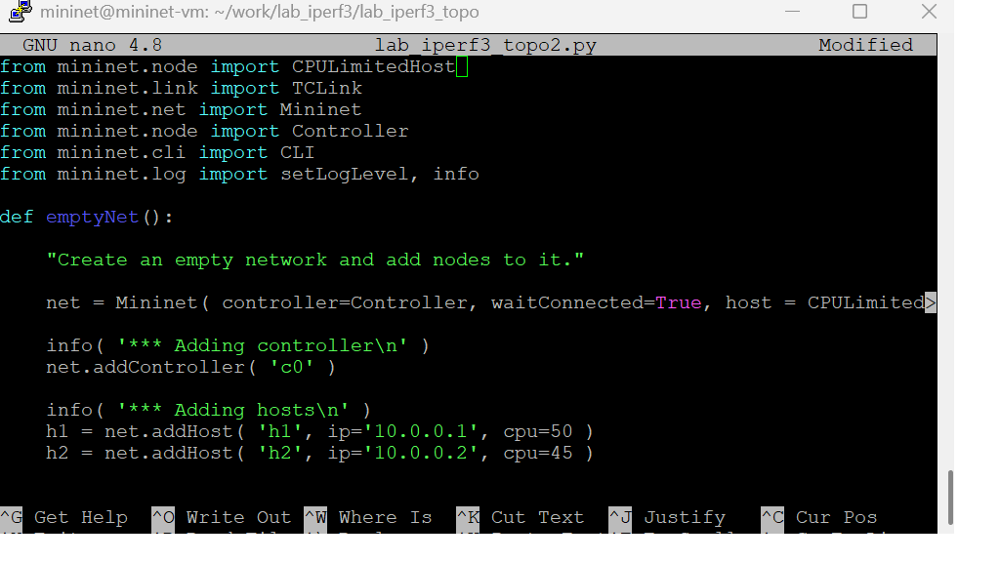 mininet@mininet-vm: ~/work/lab_iperf3/lab_iperf3_topo
GNU nano 4.8 lab_iperf3_topo2.py Modified
from mininet.node import CPULimitedHost
from mininet.link import TCLink
from mininet.net import Mininet
from mininet.node import Controller
from mininet.cli import CLI
from mininet.log import setLogLevel, info
def emptyNet():
"Create an empty network and add nodes to it."
net = Mininet( controller=Controller, waitConnected=True, host = CPULimited>
info( '*** Adding controller\n' )
net.addController( 'c0' )
info( '*** Adding hosts\n' )
h1 = net.addHost( 'h1', ip='10.0.0.1', cpu=50 )
h2 = net.addHost( 'h2', ip='10.0.0.2', cpu=45 )
^G Get Help ^O Write Out ^W Where Is ^K Cut Text ^J Justify ^C Cur Pos